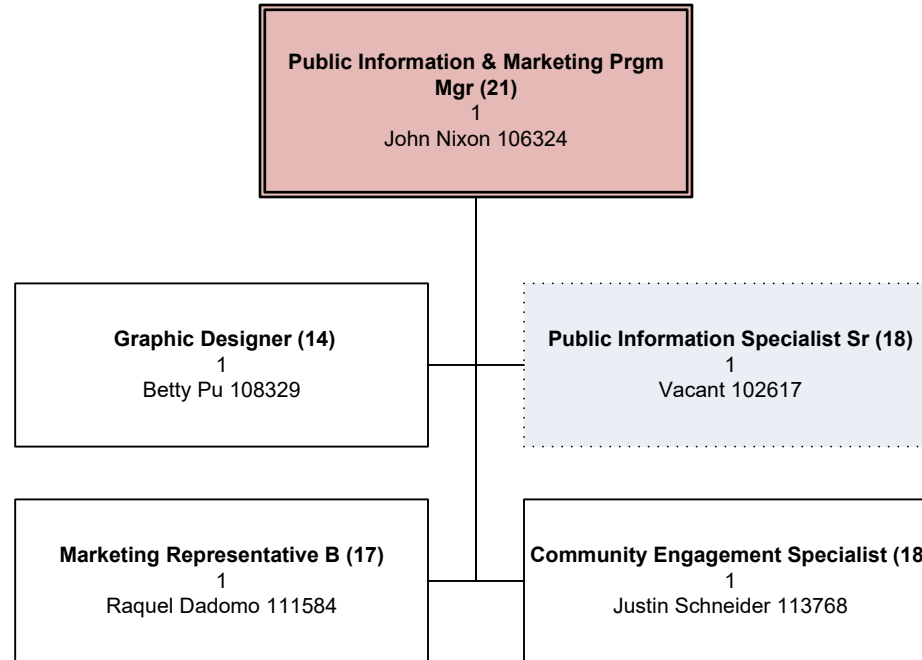 Public Information & Marketing Prgm
Mgr (21)
1
John Nixon 106324
Graphic Designer (14)
1
Betty Pu 108329
Public Information Specialist Sr (18)
1
Vacant 102617
Marketing Representative B (17)
1
Raquel Dadomo 111584
Community Engagement Specialist (18
1
Justin Schneider 113768